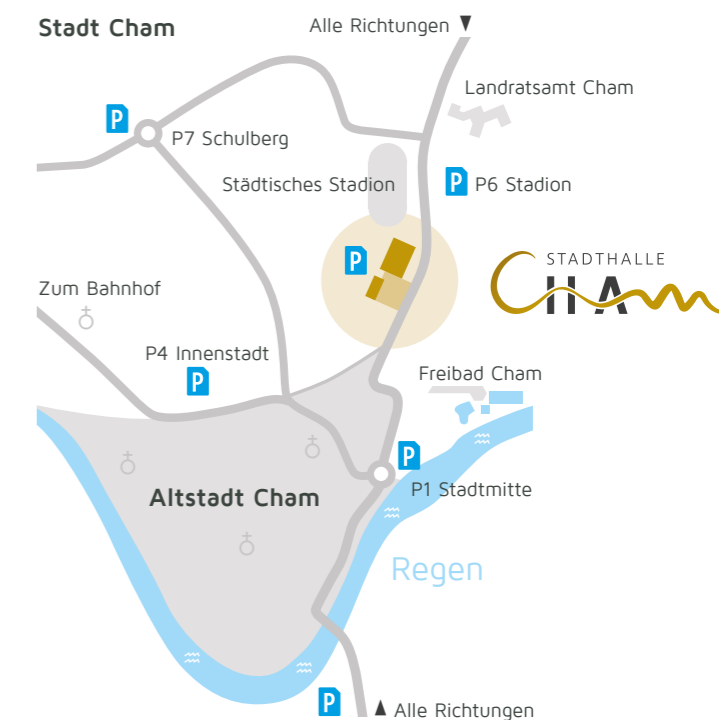 Stadt Cham
Alle Richtungen
Landratsamt Cham
P
P7 Schulberg
Städtisches Stadion
P
P6 Stadion
P
STADTHALLE
CHAm
Zum Bahnhof
P4 Innenstadt
P
Freibad Cham
P
P1 Stadtmitte
Altstadt Cham
Regen
P
Alle Richtungen